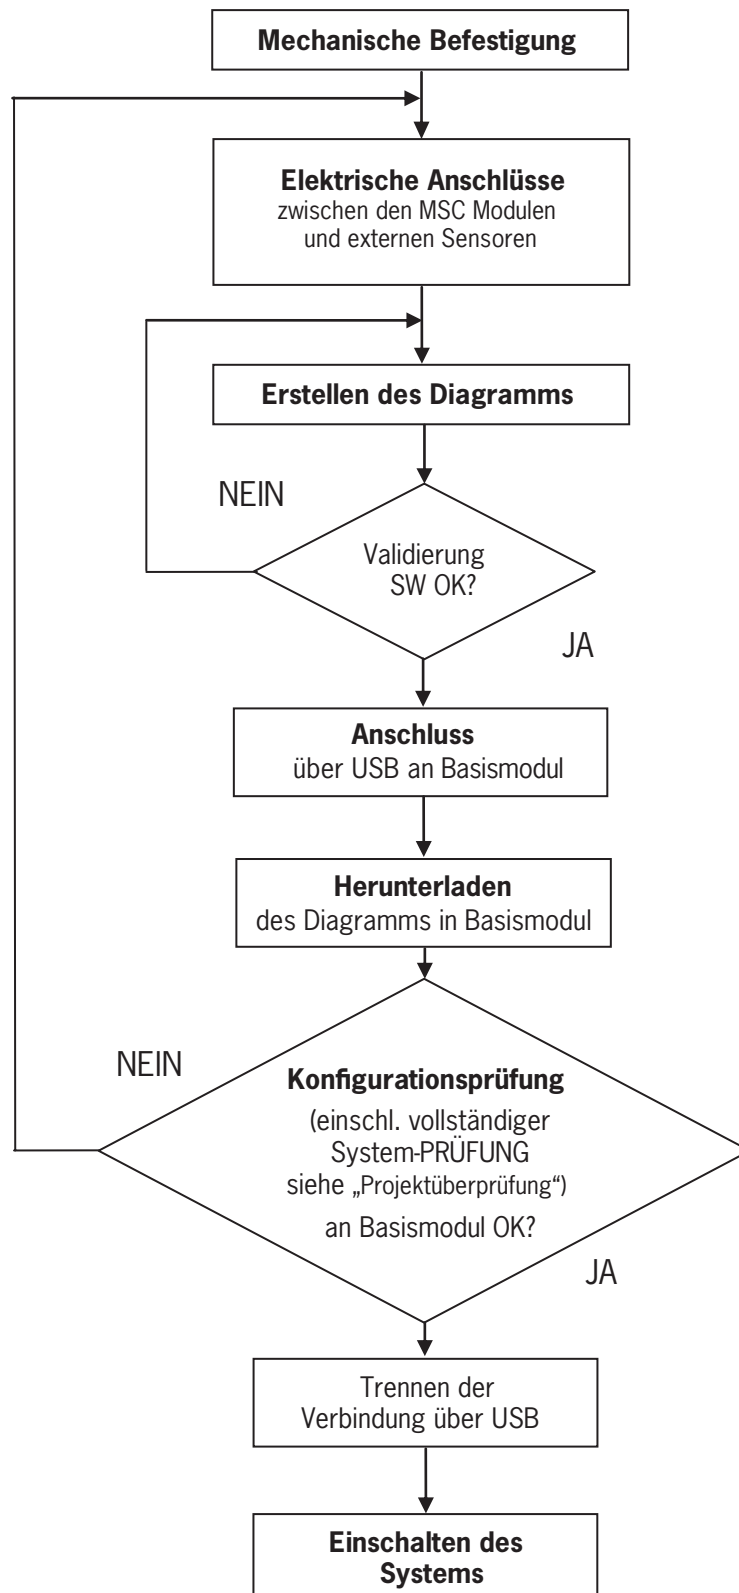 Mechanische Befestigung
Elektrische Anschlüsse
zwischen den MSC Modulen
und externen Sensoren
Erstellen des Diagramms
NEIN
Validierung
SW OK?
JA
Anschluss
über USB an Basismodul
Herunterladen
des Diagramms in Basismodul
NEIN
Konfigurationsprüfung
(einschl. vollständiger
System-PRÜFUNG
siehe „Projektüberprüfung“)
an Basismodul OK?
JA
Trennen der
Verbindung über USB
Einschalten des
Systems